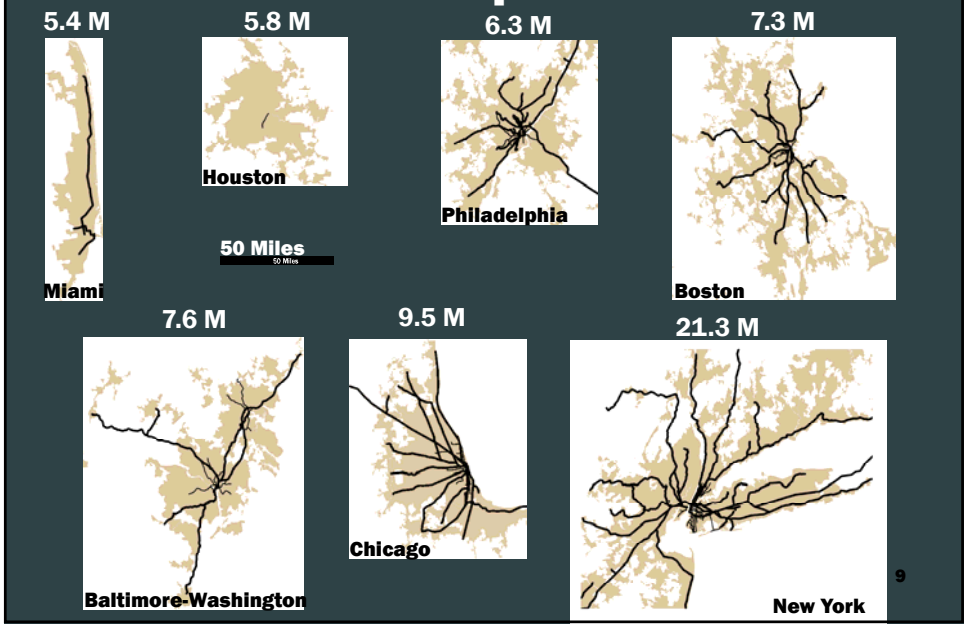 5.4 M
5.8 M
6.3 M
7.3 M
Houston
Philadelphia
50 Miles
50 Miles
Miami
Boston
7.6 M
9.5 M
21.3 M
Chicago
9
Baltimore-Washington
New York